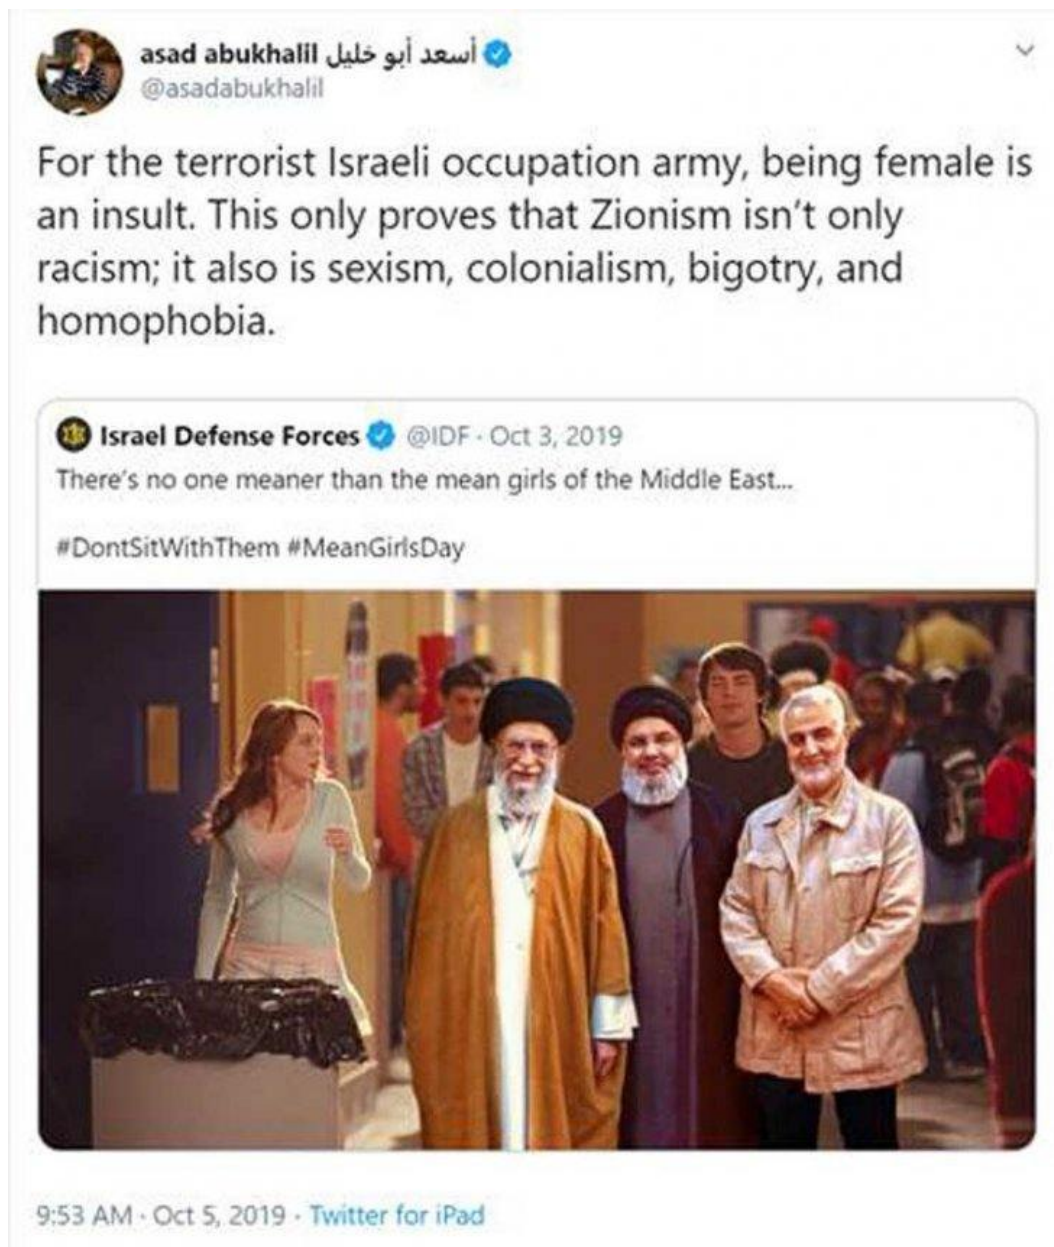 asad abukhalil أسعد أبو خليل
@asadabukhalil
For the terrorist Israeli occupation army, being female is
an insult. This only proves that Zionism isn't only
racism; it also is sexism, colonialism, bigotry, and
homophobia.
Israel Defense Forces @IDF · Oct 3, 2019
There's no one meaner than the mean girls of the Middle East...
#DontSitWithThem #MeanGirlsDay
9:53 AM · Oct 5, 2019 · Twitter for iPad